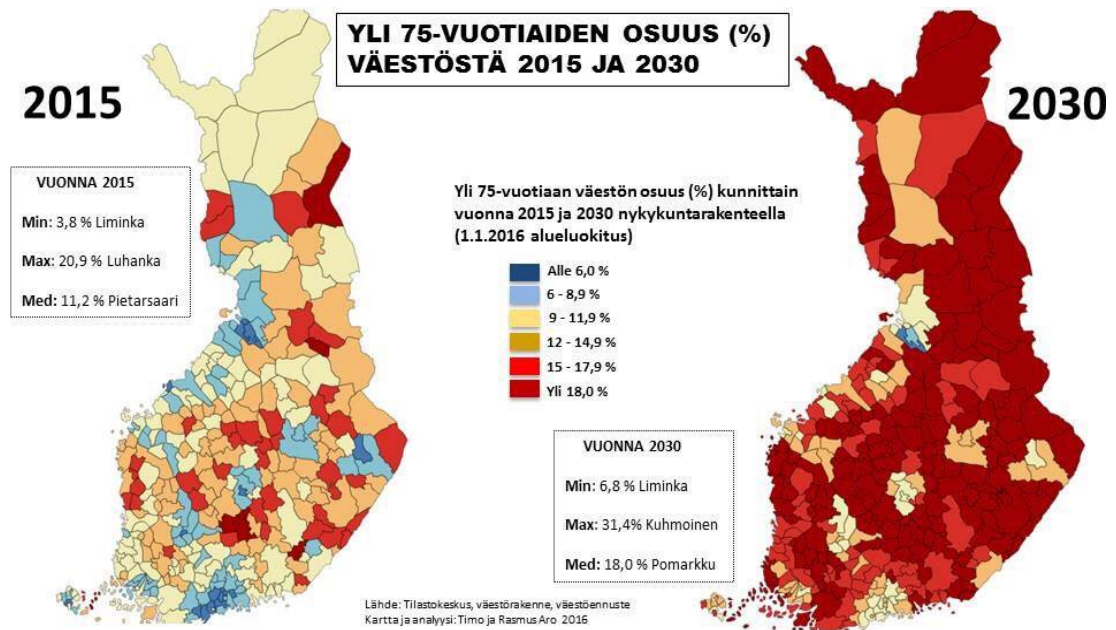 YLI 75-VUOTIAIDEN OSUUS (%)
VÄESTÖSTÄ 2015 JA 2030
2015
2030
VUONNA 2015
Min: 3,8 % Liminka
Max: 20,9 % Luhanka
Med: 11,2 % Pietarsaari
Yli 75-vuotiaan väestön osuus (%) kunnittain
vuonna 2015 ja 2030 nykykuntarakenteella
(1.1.2016 alueluokitus)
Alle 6,0 %
6 - 8,9 %
9 - 11,9 %
12 - 14,9 %
15 - 17,9 %
Yli 18,0 %
VUONNA 2030
Min: 6,8 % Liminka
Max: 31,4% Kuhmoinen
Med: 18,0 % Pomarkku
Lähde: Tilastokeskus, väestörakenne, väestöennuste
Kartta ja analyysi: Timo ja Rasmus Aro 2016